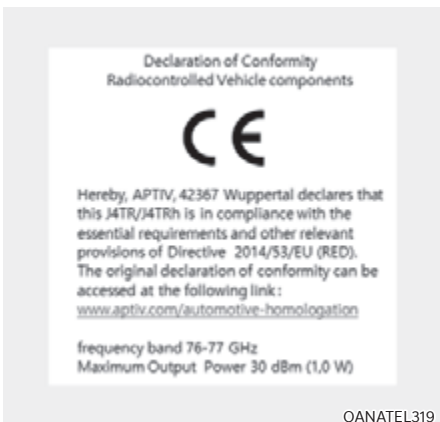 Declaration of Conformity
Radiocontrolled Vehicle components
CE
Hereby, APTIV, 42367 Wuppertal declares that
this J4TR/J4TRh is in compliance with the
essential requirements and other relevant
provisions of Directive 2014/53/EU (RED).
The original declaration of conformity can be
accessed at the following link :
www.aptiv.com/automotive-homologation
frequency band 76-77 GHz
Maximum Output Power 30 dBm (1,0 W)
OANATEL319